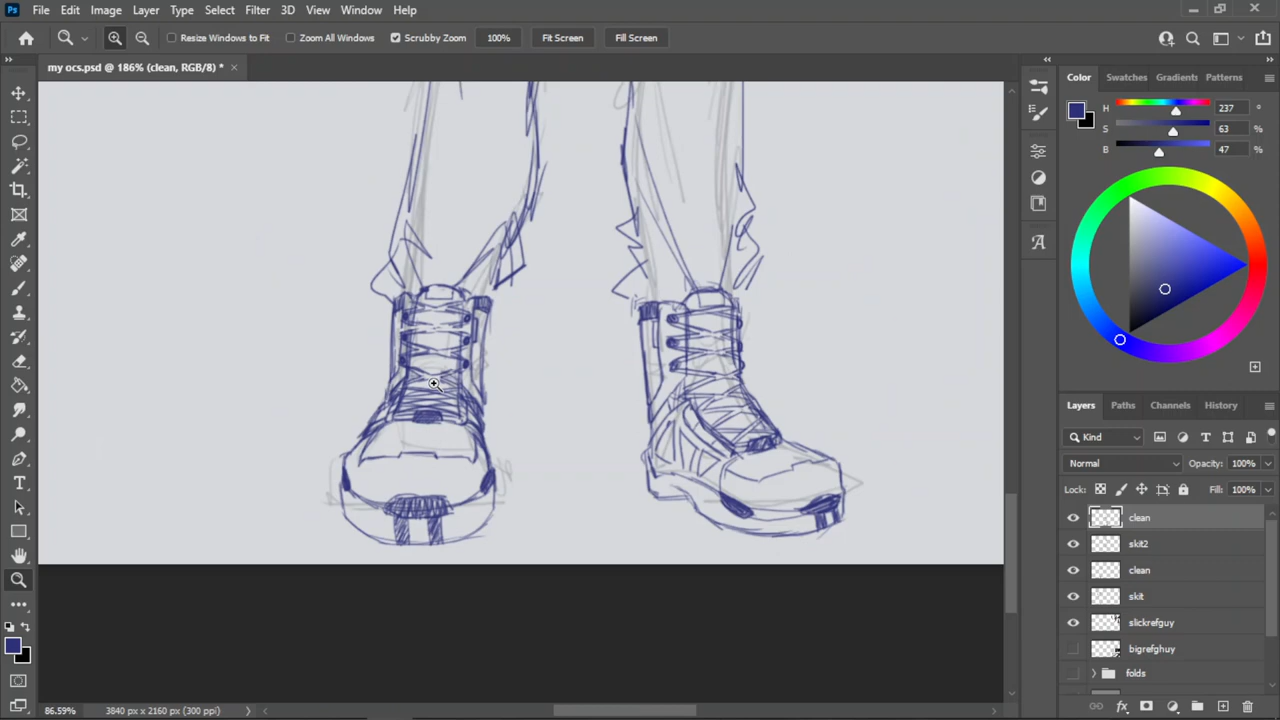 Ps File Edit Image Layer Type Select Filter 3D View Window Help
Resize Windows to Fit Zoom All Windows Scrubby Zoom 100% Fit Screen Fill Screen
my ocs.psd @ 186% (clean, RGB/8) *
Color Swatches Gradients Patterns
H 237 °
S 63 %
B 47 %
Layers Paths Channels History
Kind
Normal Opacity: 100%
Lock: Fill: 100%
clean
skit2
clean
skit
slickrefguy
bigrefghuy
folds
86.59% 3840 px x 2160 px (300 ppi)